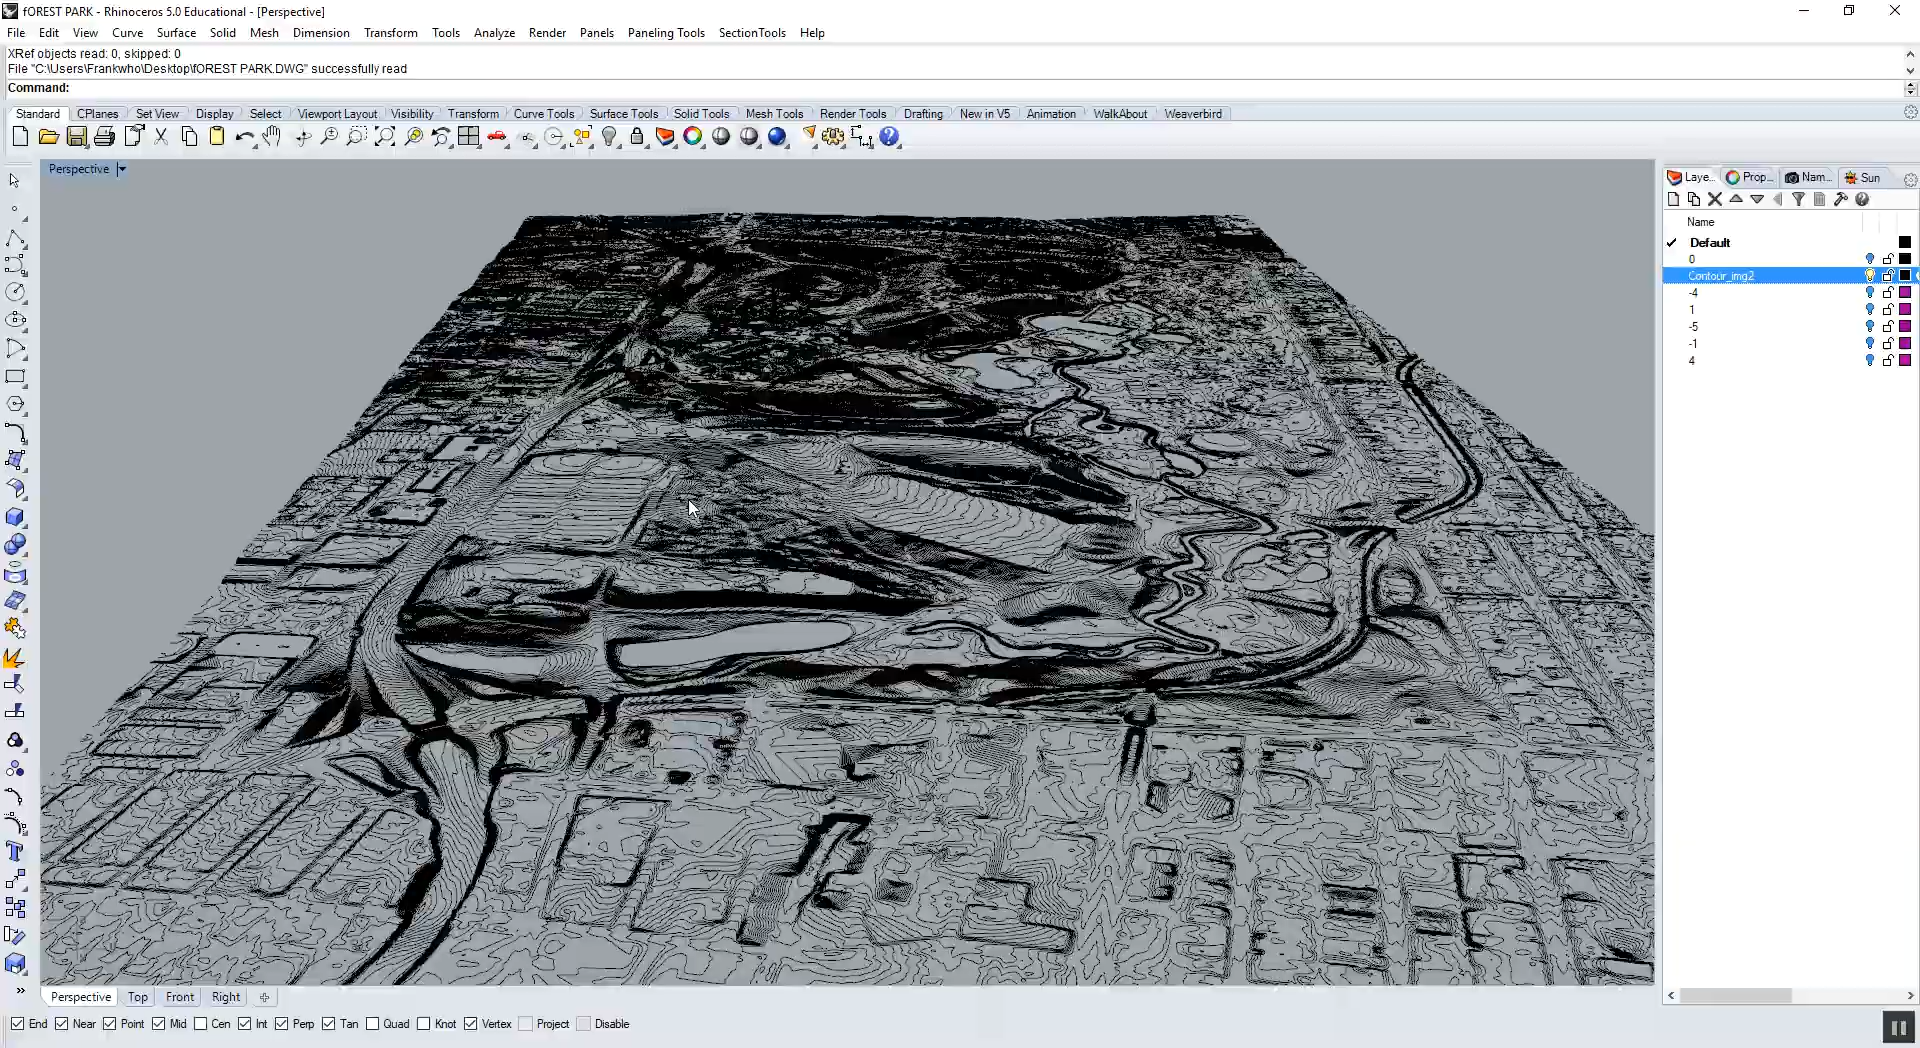 fOREST PARK - Rhinoceros 5.0 Educational - [Perspective]
File Edit View Curve Surface Solid Mesh Dimension Transform Tools Analyze Render Panels Paneling Tools SectionTools Help
XRef objects read: 0, skipped: 0
File "C:\Users\Frankwho\Desktop\fOREST PARK.DWG" successfully read
Command:
Standard CPlanes Set View Display Select Viewport Layout Visibility Transform Curve Tools Surface Tools Solid Tools Mesh Tools Render Tools Drafting New in V5 Animation WalkAbout Weaverbird
Perspective
Laye... Prop... Nam... Sun
Name
Default
0
Contour_img2
-4
1
-5
-1
4
Perspective Top Front Right
End Near Point Mid Cen Int Perp Tan Quad Knot Vertex Project Disable